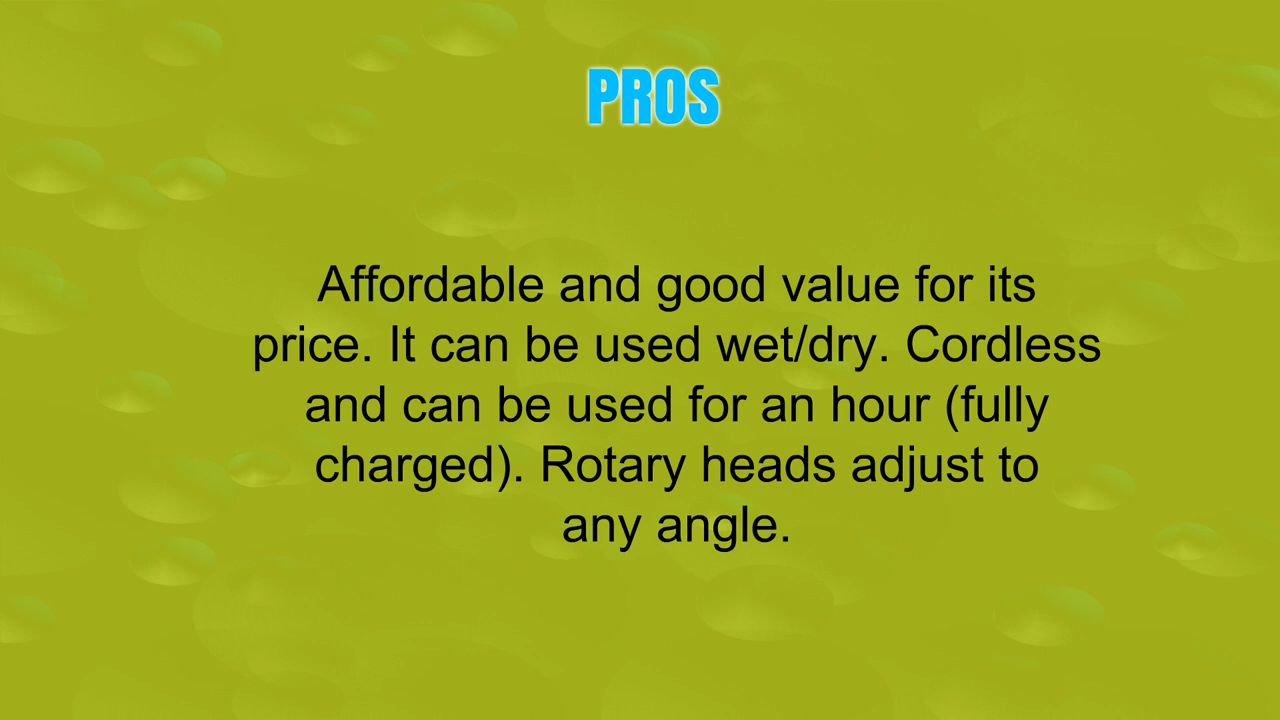 PROS
Affordable and good value for its
price. It can be used wet/dry. Cordless
and can be used for an hour (fully
charged). Rotary heads adjust to
any angle.